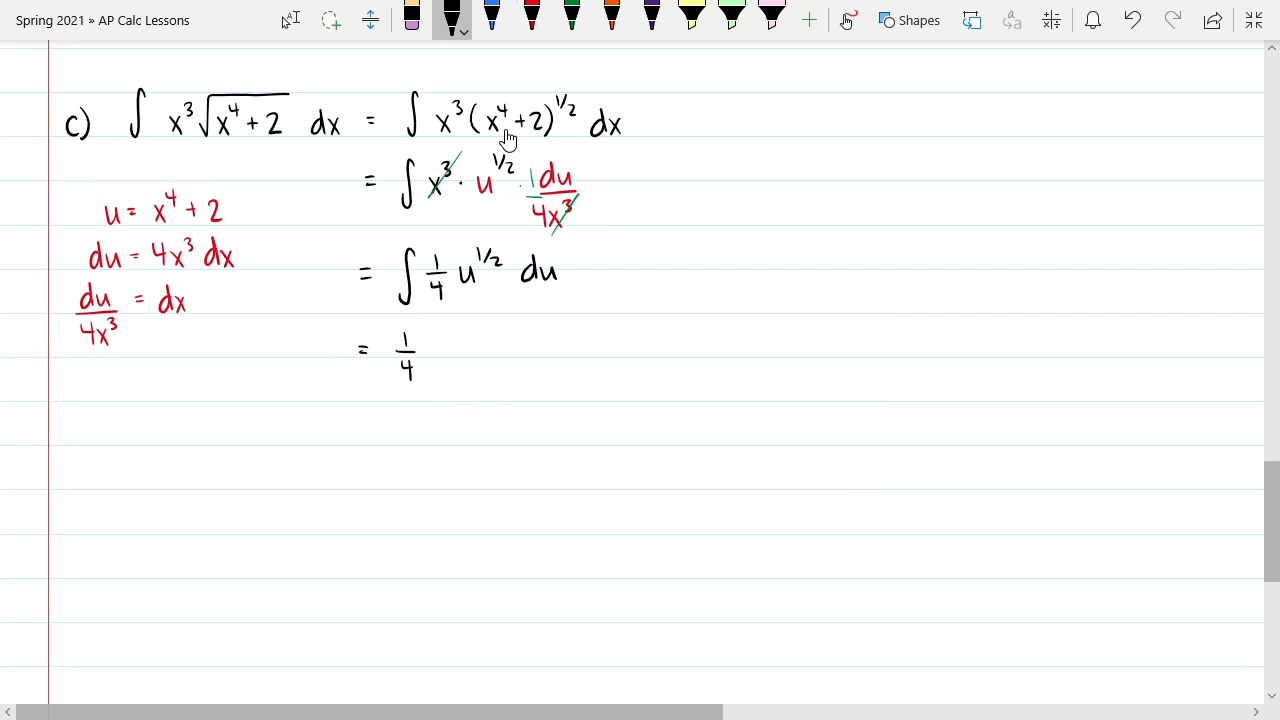 Spring 2021 » AP Calc Lessons
Shapes
c) ∫ x³√(x⁴ + 2) dx = ∫ x³(x⁴ + 2)^1/2 dx
= ∫ x³ · u^1/2 · 1du/4x³
u = x⁴ + 2
du = 4x³ dx
= ∫ 1/4 u^1/2 du
du/4x³ = dx
= 1/4